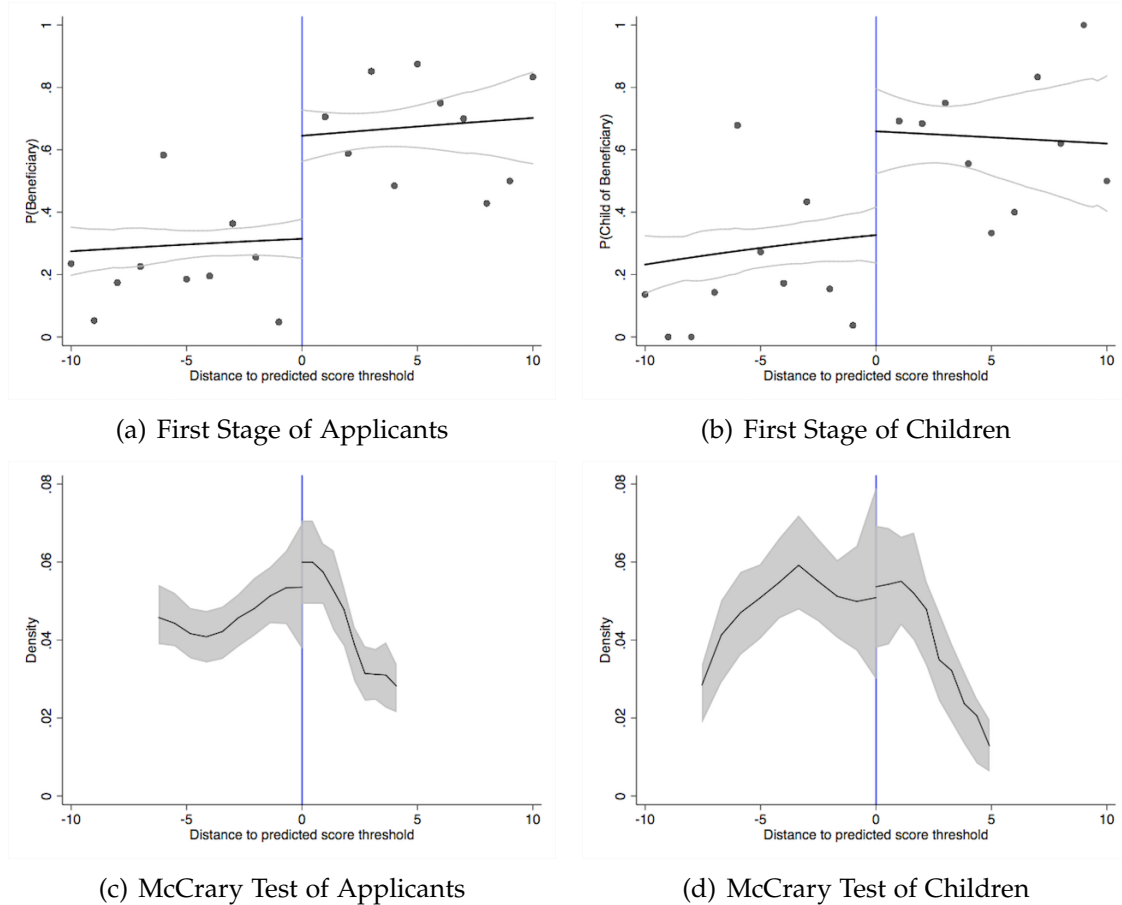 P(Beneficiary)
1
.8
.6
.4
.2
0
-10 -5 0 5 10
Distance to predicted score threshold
(a) First Stage of Applicants
P(Child of Beneficiary)
1
.8
.6
.4
.2
0
-10 -5 0 5 10
Distance to predicted score threshold
(b) First Stage of Children
Density
.08
.06
.04
.02
0
-10 -5 0 5 10
Distance to predicted score threshold
(c) McCrary Test of Applicants
Density
.08
.06
.04
.02
0
-10 -5 0 5 10
Distance to predicted score threshold
(d) McCrary Test of Children